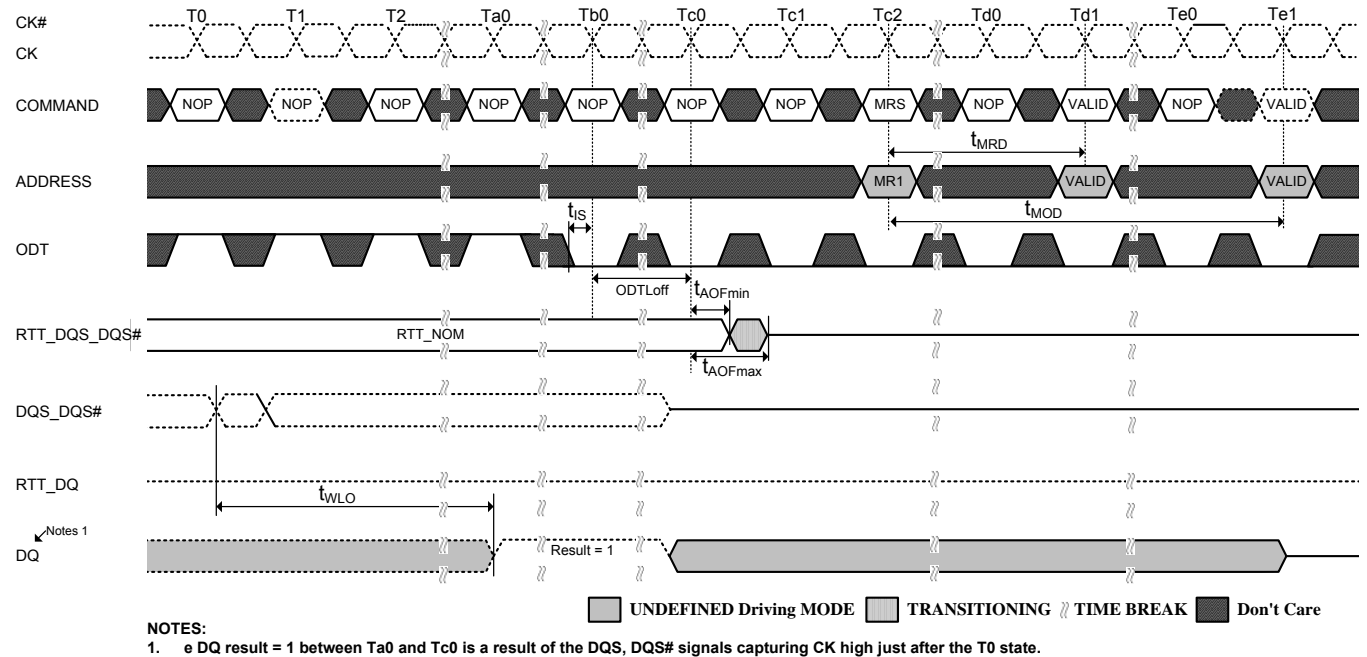 CK# T0 T1 T2 Ta0 Tb0 Tc0 Tc1 Tc2 Td0 Td1 Te0 Te1
CK
COMMAND NOP NOP NOP NOP NOP NOP NOP MRS NOP VALID NOP VALID
tMRD
ADDRESS MR1 VALID VALID
tIS tMOD
ODT
ODTLoff tAOFmin
RTT_DQS_DQS# RTT_NOM
tAOFmax
DQS_DQS#
RTT_DQ
tWLO
Notes 1
DQ Result = 1
UNDEFINED Driving MODE TRANSITIONING TIME BREAK Don't Care
NOTES:
1. e DQ result = 1 between Ta0 and Tc0 is a result of the DQS, DQS# signals capturing CK high just after the T0 state.